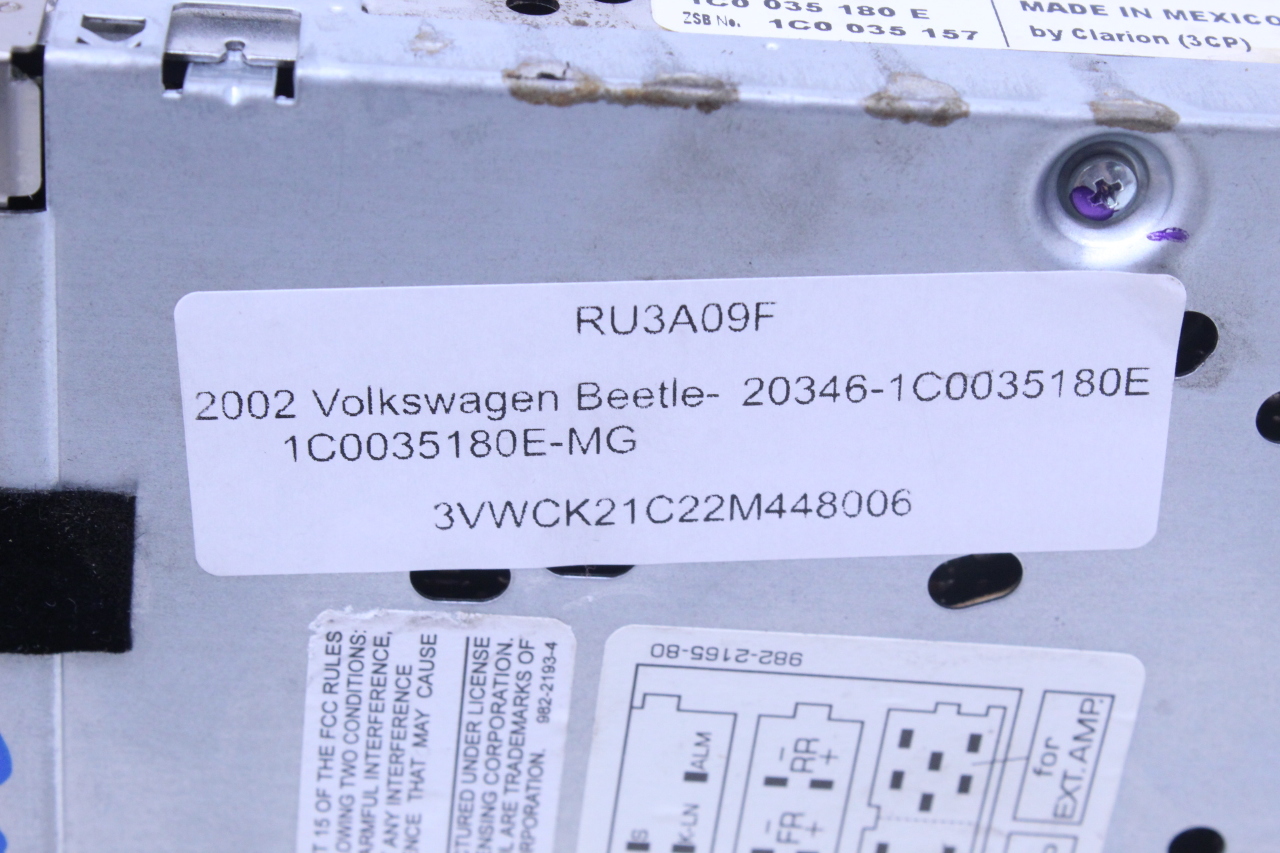 1C0 035 180 E
ZSB No. 1C0 035 157
MADE IN MEXICO
by Clarion (3CP)
RU3A09F
2002 Volkswagen Beetle- 20346-1C0035180E
1C0035180E-MG
3VWCK21C22M448006
T 15 OF THE FCC RULES
OWING TWO CONDITIONS:
ARMFUL INTERFERENCE,
ANY INTERFERENCE
ENCE THAT MAY CAUSE
CTURED UNDER LICENSE
ENSING CORPORATION.
L ARE TRADEMARKS OF
RPORATION. 982-2193-4
982-2165-80
ALM
K-LN
S
- RR +
- FR +
for
EXT.AMP.
P